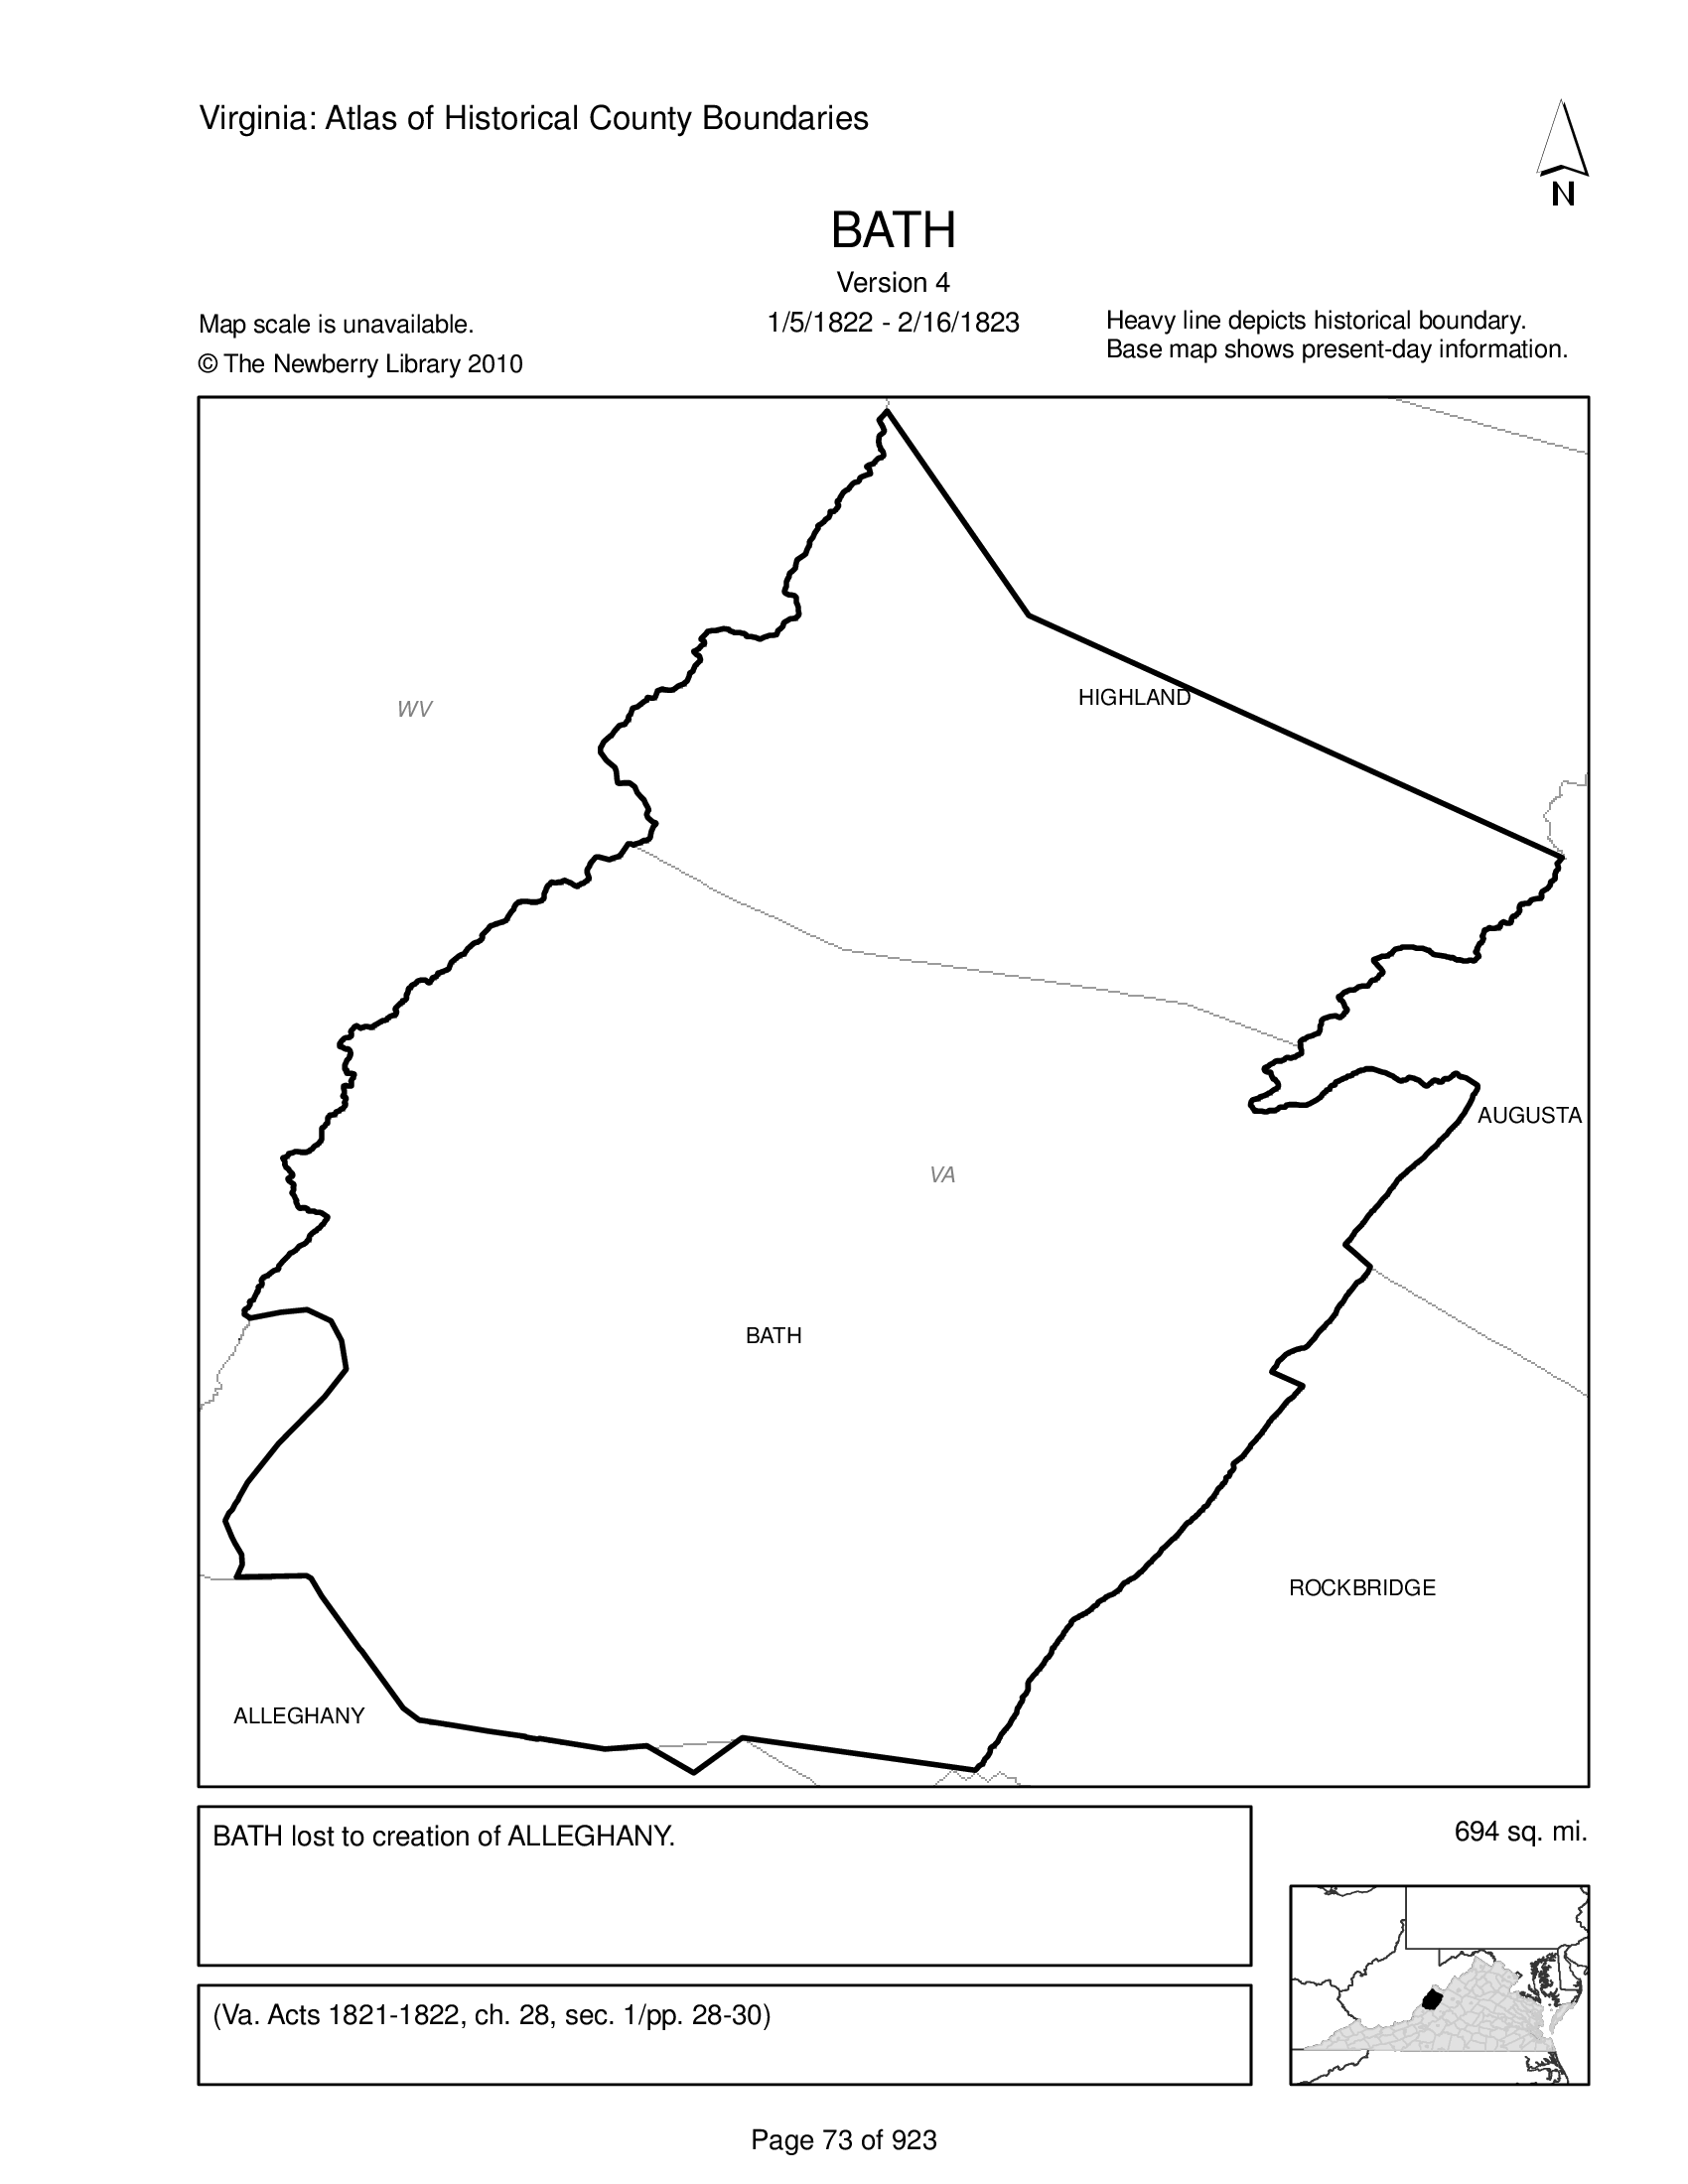 Virginia: Atlas of Historical County Boundaries
N
BATH
Version 4
1/5/1822 - 2/16/1823
Map scale is unavailable.
© The Newberry Library 2010
Heavy line depicts historical boundary.
Base map shows present-day information.
WV
HIGHLAND
AUGUSTA
VA
BATH
ROCKBRIDGE
ALLEGHANY
BATH lost to creation of ALLEGHANY.
694 sq. mi.
(Va. Acts 1821-1822, ch. 28, sec. 1/pp. 28-30)
Page 73 of 923